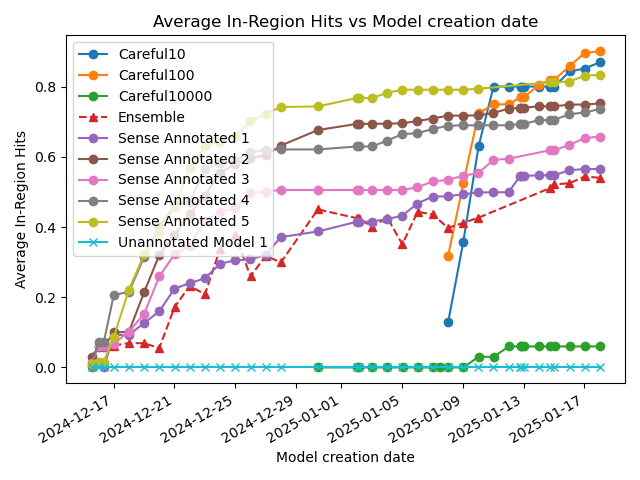 Average In-Region Hits vs Model creation date
Careful10
Careful100
Careful10000
Ensemble
Sense Annotated 1
Sense Annotated 2
Sense Annotated 3
Sense Annotated 4
Sense Annotated 5
Unannotated Model 1
Average In-Region Hits
0.8
0.6
0.4
0.2
0.0
2024-12-17
2024-12-21
2024-12-25
2024-12-29
2025-01-01
2025-01-05
2025-01-09
2025-01-13
2025-01-17
Model creation date